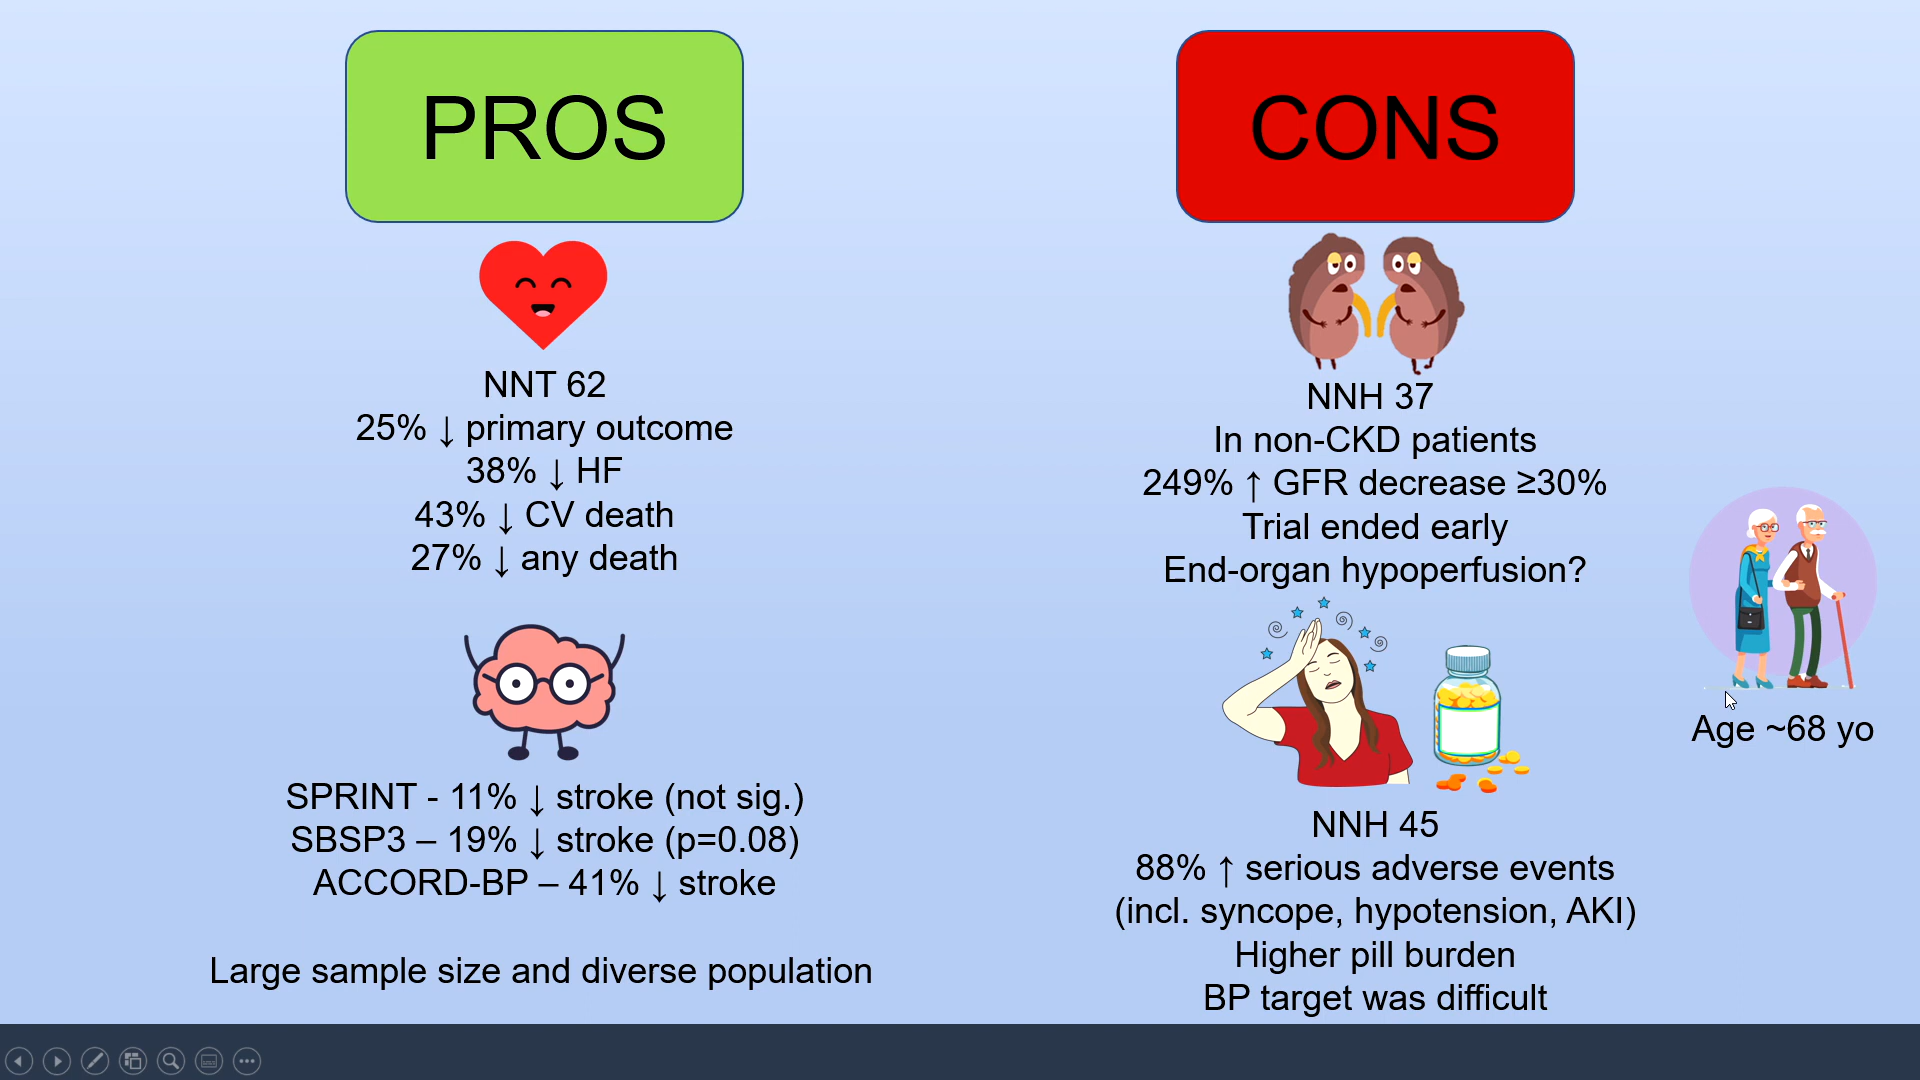 PROS
NNT 62
25% ↓ primary outcome
38% ↓ HF
43% ↓ CV death
27% ↓ any death
SPRINT - 11% ↓ stroke (not sig.)
SBSP3 – 19% ↓ stroke (p=0.08)
ACCORD-BP – 41% ↓ stroke
Large sample size and diverse population
CONS
NNH 37
In non-CKD patients
249% ↑ GFR decrease ≥30%
Trial ended early
End-organ hypoperfusion?
NNH 45
88% ↑ serious adverse events
(incl. syncope, hypotension, AKI)
Higher pill burden
BP target was difficult
Age ~68 yo